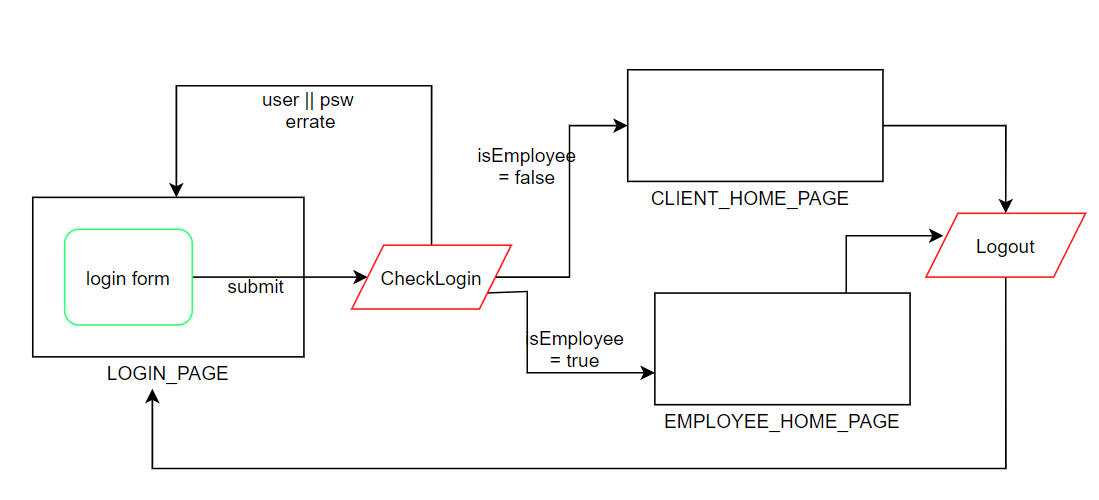 user || psw
errate
isEmployee
= false
CLIENT_HOME_PAGE
login form
submit
CheckLogin
Logout
isEmployee
= true
LOGIN_PAGE
EMPLOYEE_HOME_PAGE